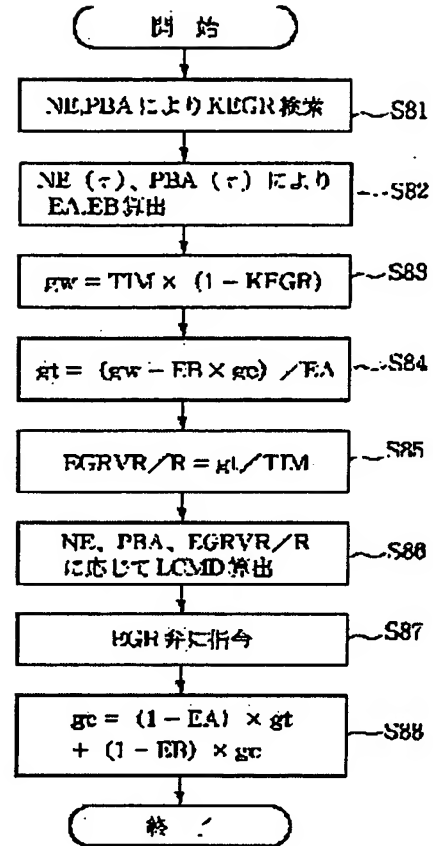 開 始
NE,PBAによりKEGR検索
S81
NE (τ)、PBA (τ) により
EA,EB算出
S82
gw = TIM × (1 - KEGR)
S83
gt = (gw - EB × gc) ／EA
S84
EGRVR／R = gt／TIM
S85
NE、PBA、EGRVR／R
に応じてLCMD算出
S86
EGR弁に指令
S87
gc = (1 - EA) × gt
+ (1 - EB) × gc
S88
終